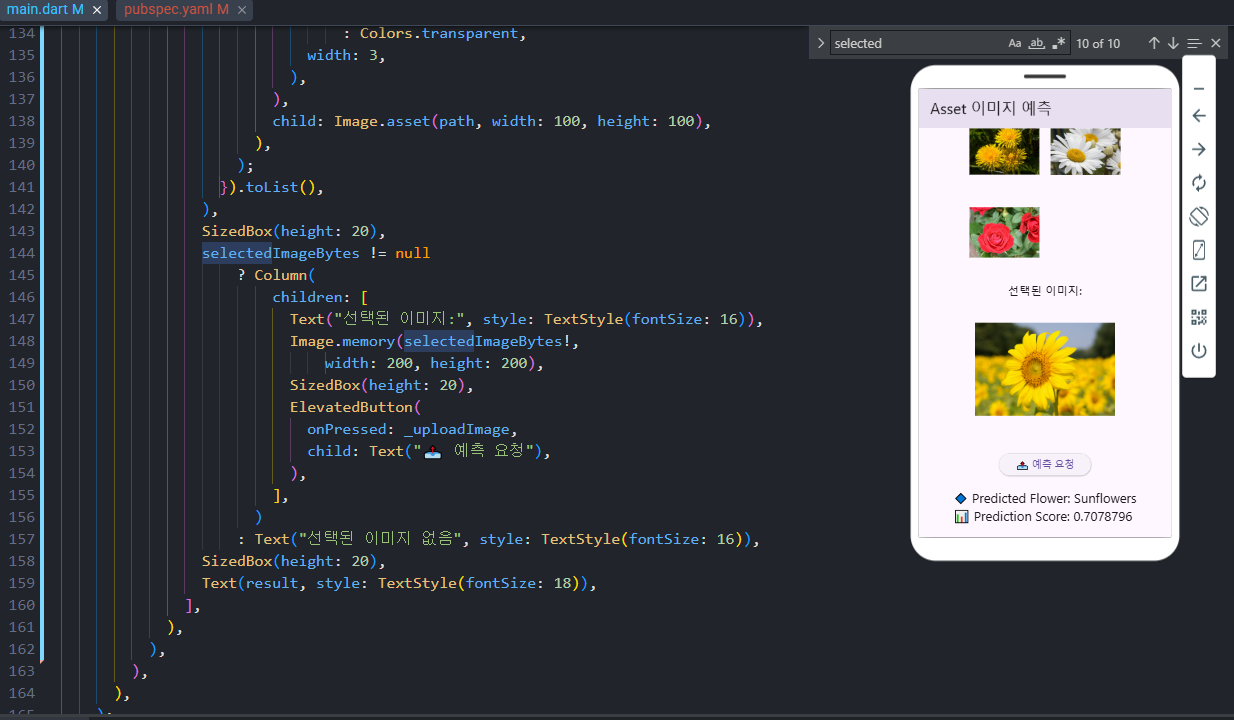 main.dart M
pubspec.yaml M
selected
Aa
ab
10 of 10
134 : Colors.transparent,
135 width: 3,
136 ),
137 ),
138 child: Image.asset(path, width: 100, height: 100),
139 ),
140 );
141 }).toList(),
142 ),
143 SizedBox(height: 20),
144 selectedImageBytes != null
145 ? Column(
146 children: [
147 Text("선택된 이미지:", style: TextStyle(fontSize: 16)),
148 Image.memory(selectedImageBytes!,
149 width: 200, height: 200),
150 SizedBox(height: 20),
151 ElevatedButton(
152 onPressed: _uploadImage,
153 child: Text("📤 예측 요청"),
154 ),
155 ],
156 )
157 : Text("선택된 이미지 없음", style: TextStyle(fontSize: 16)),
158 SizedBox(height: 20),
159 Text(result, style: TextStyle(fontSize: 18)),
160 ],
161 ),
162 ),
163 ),
164 ),
165 );
Asset 이미지 예측
선택된 이미지:
📤 예측 요청
🔷 Predicted Flower: Sunflowers
📊 Prediction Score: 0.7078796